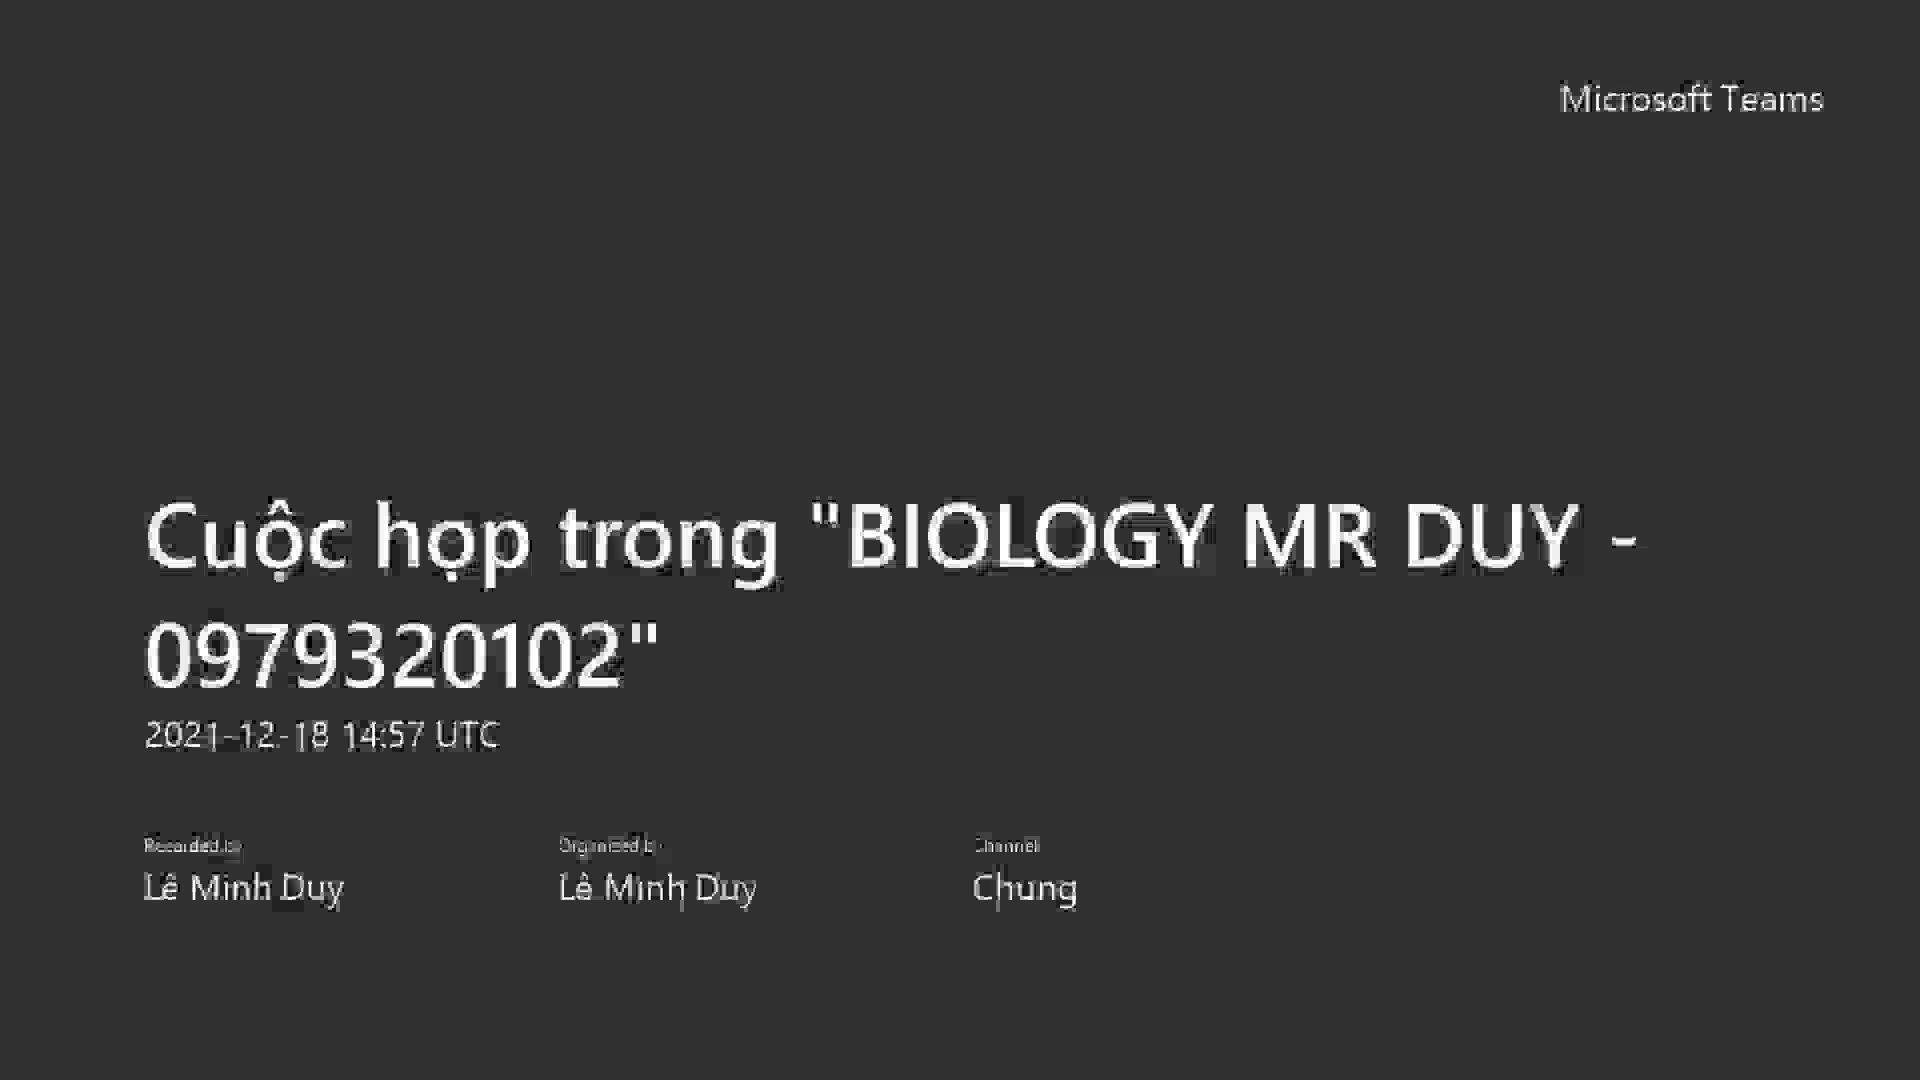 Microsoft Teams
Cuộc họp trong "BIOLOGY MR DUY -
0979320102"
2021-12-18 14:57 UTC
Recorded by
Organized by
Channel
Lê Minh Duy
Lê Minh Duy
Chung